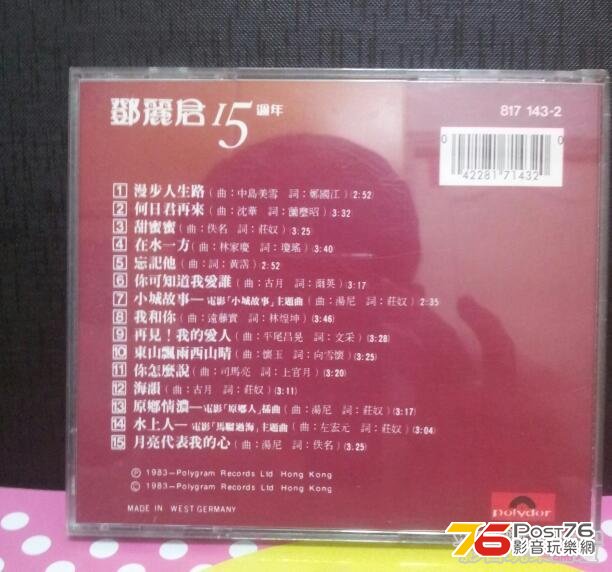 鄧麗君15週年
817 143-2
0 0
42281 71432
1 漫步人生路(曲:中島美雪 詞:鄭國江)(2:52)
2 何日君再來(曲:沈華 詞:蘭麼昭)3:32
3 甜蜜蜜(曲:佚名 詞:莊奴)3:25
4 在水一方(曲:林家慶 詞:瓊瑤)3:40
5 忘記他(曲:詞:黃霑)2:52
6 你可知道我愛誰(曲:古月 詞:爾英)3:17
7 小城故事—電影「小城故事」主題曲(曲:湯尼 詞:莊奴)2:35
8 我和你(曲:遠藤實 詞:林煌坤)(3:46)
9 再見!我的愛人(曲:平尾昌晃 詞:文采)(3:28)
10 東山飄雨西山晴(曲:懷玉 詞:向雪懷)(3:25)
11 你怎麼說(曲:司馬亮 詞:上官月)(3:20)
12 海韻(曲:古月 詞:莊奴)(3:11)
13 原鄉情濃—電影「原鄉人」插曲(曲:湯尼 詞:莊奴)(3:17)
14 水上人—電影「馬騮過海」主題曲(曲:左宏元 詞:莊奴)(3:04)
15 月亮代表我的心(曲:湯尼 詞:佚名)(3.25)
Ⓟ 1983–Polygram Records Ltd Hong Kong
© 1983–Polygram Records Ltd Hong Kong
MADE IN WEST GERMANY
polydor
76 Post76
影音玩樂網